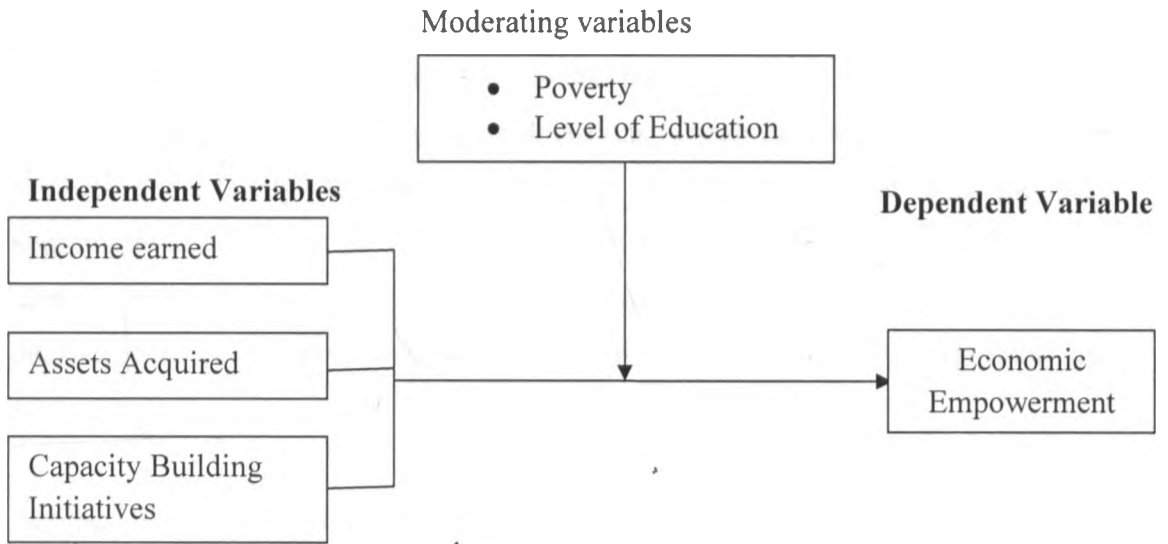 Moderating variables
• Poverty
• Level of Education
Independent Variables
Income earned
Assets Acquired
Capacity Building
Initiatives
Dependent Variable
Economic
Empowerment